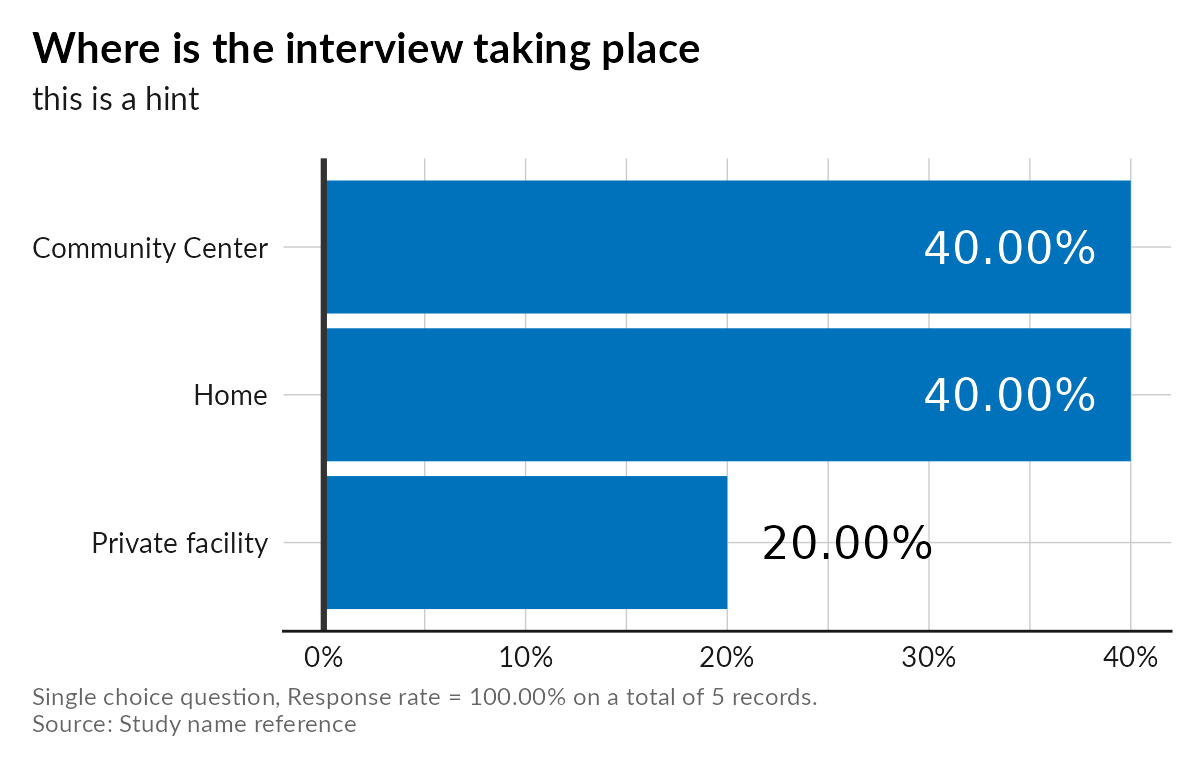 Where is the interview taking place
this is a hint
Community Center
40.00%
Home
40.00%
Private facility
20.00%
0% 10% 20% 30% 40%
Single choice question, Response rate = 100.00% on a total of 5 records.
Source: Study name reference